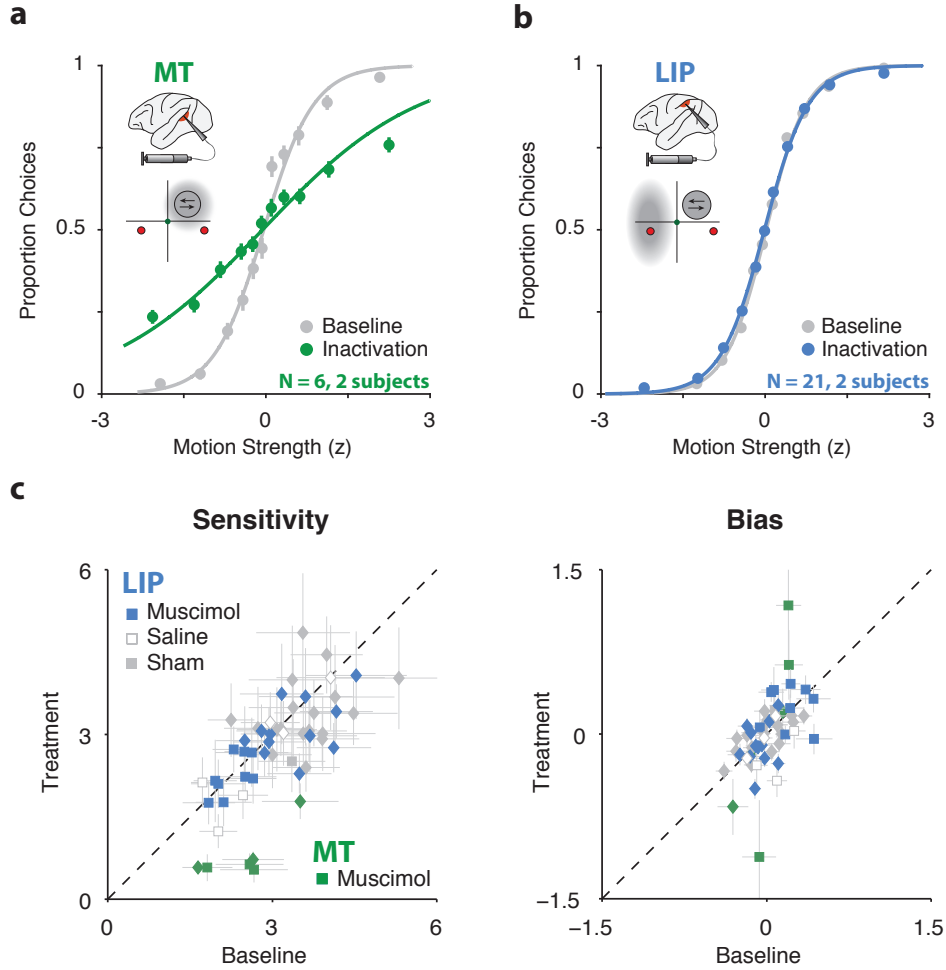 a
MT
1
0.5
0
-3
0
3
Proportion Choices
Motion Strength (z)
Baseline
Inactivation
N = 6, 2 subjects
b
LIP
1
0.5
0
-3
0
3
Proportion Choices
Motion Strength (z)
Baseline
Inactivation
N = 21, 2 subjects
c
Sensitivity
6
3
0
0
3
6
Treatment
Baseline
LIP
Muscimol
Saline
Sham
MT
Muscimol
Bias
1.5
0
−1.5
−1.5
0
1.5
Treatment
Baseline